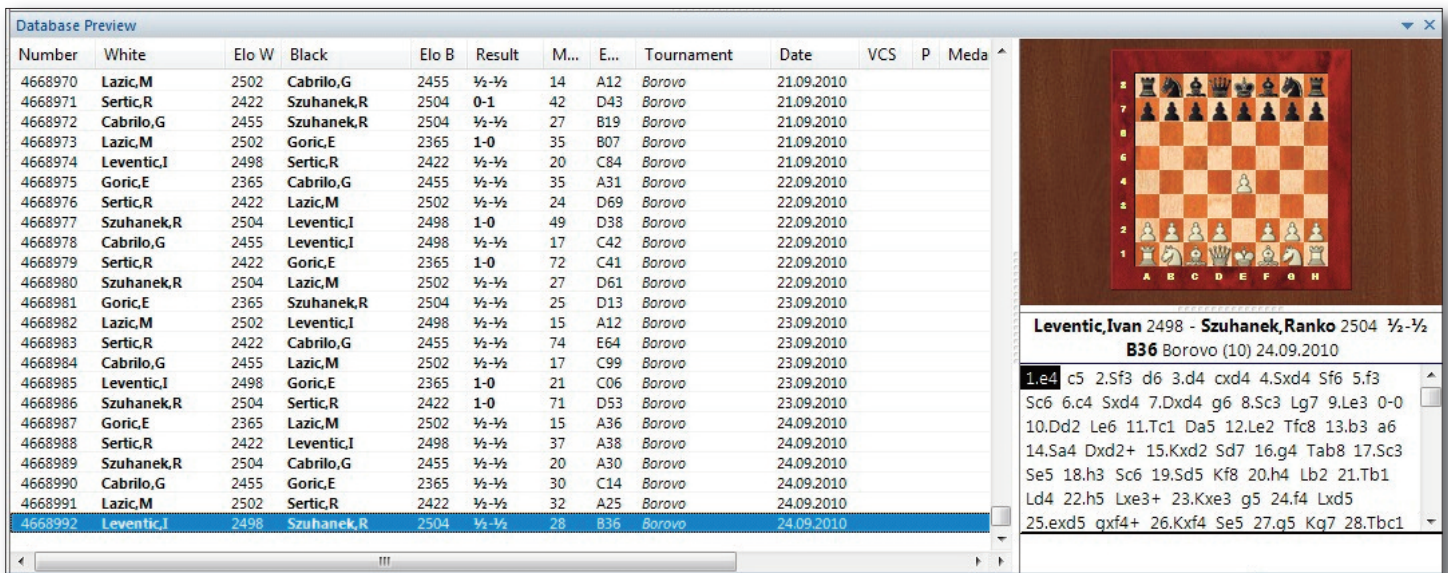 Database Preview
Number White Elo W Black Elo B Result M... E... Tournament Date VCS P Meda
4668970 Lazic,M 2502 Cabrilo,G 2455 ½-½ 14 A12 Borovo 21.09.2010
4668971 Sertic,R 2422 Szuhanek,R 2504 0-1 42 D43 Borovo 21.09.2010
4668972 Cabrilo,G 2455 Szuhanek,R 2504 ½-½ 27 B19 Borovo 21.09.2010
4668973 Lazic,M 2502 Goric,E 2365 1-0 35 B07 Borovo 21.09.2010
4668974 Leventic,I 2498 Sertic,R 2422 ½-½ 20 C84 Borovo 21.09.2010
4668975 Goric,E 2365 Cabrilo,G 2455 ½-½ 35 A31 Borovo 22.09.2010
4668976 Sertic,R 2422 Lazic,M 2502 ½-½ 24 D69 Borovo 22.09.2010
4668977 Szuhanek,R 2504 Leventic,I 2498 1-0 49 D38 Borovo 22.09.2010
4668978 Cabrilo,G 2455 Leventic,I 2498 ½-½ 17 C42 Borovo 22.09.2010
4668979 Sertic,R 2422 Goric,E 2365 1-0 72 C41 Borovo 22.09.2010
4668980 Szuhanek,R 2504 Lazic,M 2502 ½-½ 27 D61 Borovo 22.09.2010
4668981 Goric,E 2365 Szuhanek,R 2504 ½-½ 25 D13 Borovo 23.09.2010
4668982 Lazic,M 2502 Leventic,I 2498 ½-½ 15 A12 Borovo 23.09.2010
4668983 Sertic,R 2422 Cabrilo,G 2455 ½-½ 74 E64 Borovo 23.09.2010
4668984 Cabrilo,G 2455 Lazic,M 2502 ½-½ 17 C99 Borovo 23.09.2010
4668985 Leventic,I 2498 Goric,E 2365 1-0 21 C06 Borovo 23.09.2010
4668986 Szuhanek,R 2504 Sertic,R 2422 1-0 71 D53 Borovo 23.09.2010
4668987 Goric,E 2365 Lazic,M 2502 ½-½ 15 A36 Borovo 24.09.2010
4668988 Sertic,R 2422 Leventic,I 2498 ½-½ 37 A38 Borovo 24.09.2010
4668989 Szuhanek,R 2504 Cabrilo,G 2455 ½-½ 20 A30 Borovo 24.09.2010
4668990 Cabrilo,G 2455 Goric,E 2365 ½-½ 30 C14 Borovo 24.09.2010
4668991 Lazic,M 2502 Sertic,R 2422 ½-½ 32 A25 Borovo 24.09.2010
4668992 Leventic,I 2498 Szuhanek,R 2504 ½-½ 28 B36 Borovo 24.09.2010
8
7
6
5
4
3
2
1
A B C D E F G H
Leventic,Ivan 2498 - Szuhanek,Ranko 2504 ½-½
B36 Borovo (10) 24.09.2010
1.e4 c5 2.Sf3 d6 3.d4 cxd4 4.Sxd4 Sf6 5.f3
Sc6 6.c4 Sxd4 7.Dxd4 g6 8.Sc3 Lg7 9.Le3 0-0
10.Dd2 Le6 11.Tc1 Da5 12.Le2 Tfc8 13.b3 a6
14.Sa4 Dxd2+ 15.Kxd2 Sd7 16.g4 Tab8 17.Sc3
Se5 18.h3 Sc6 19.Sd5 Kf8 20.h4 Lb2 21.Tb1
Ld4 22.h5 Lxe3+ 23.Kxe3 g5 24.f4 Lxd5
25.exd5 gxf4+ 26.Kxf4 Se5 27.g5 Kg7 28.Tbc1